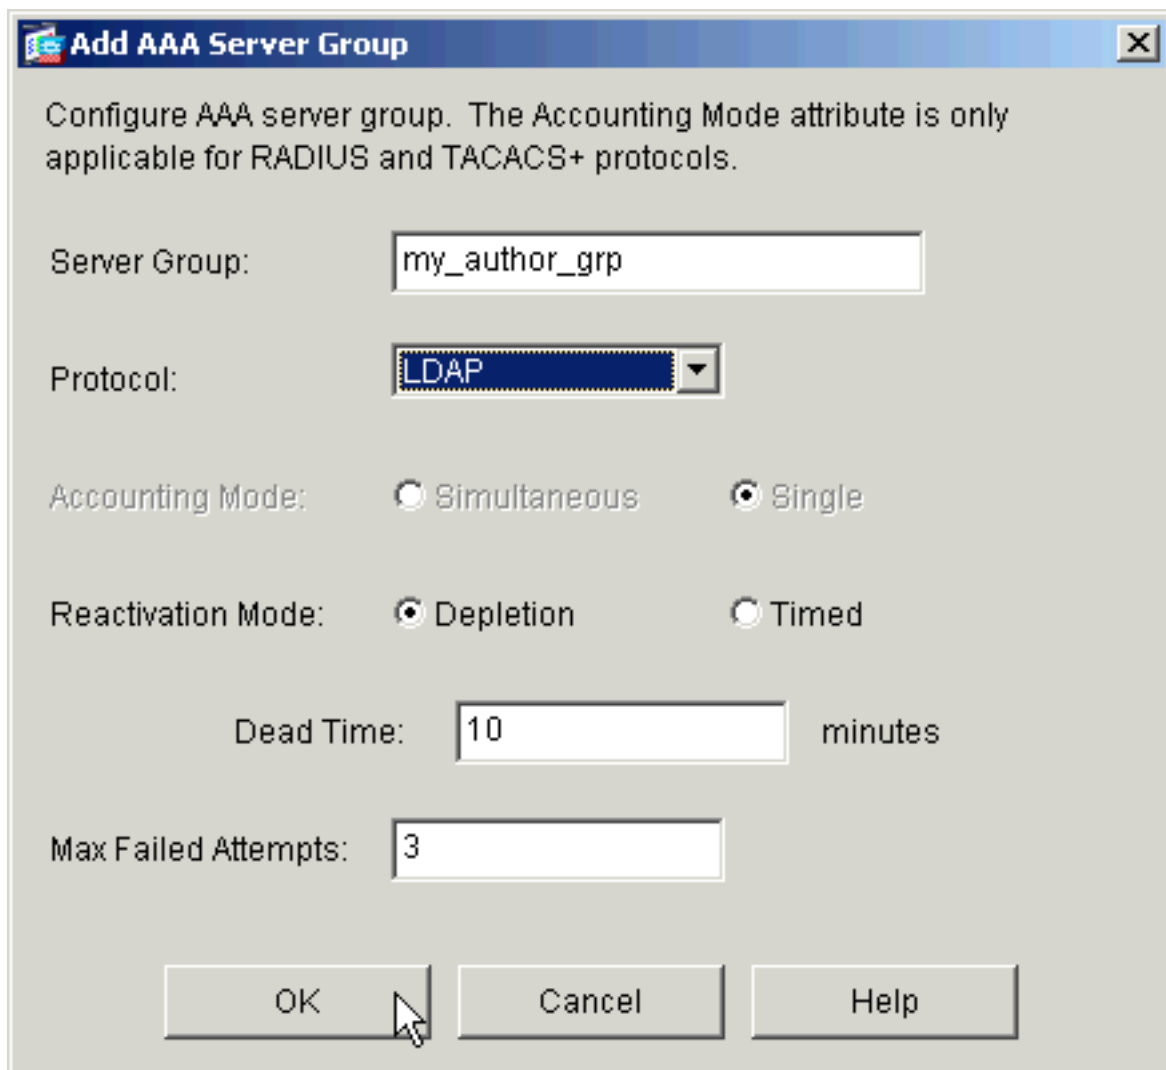 Add AAA Server Group
Configure AAA server group. The Accounting Mode attribute is only
applicable for RADIUS and TACACS+ protocols.
Server Group: my_author_grp
Protocol: LDAP
Accounting Mode: Simultaneous Single
Reactivation Mode: Depletion Timed
Dead Time: 10 minutes
Max Failed Attempts: 3
OK Cancel Help